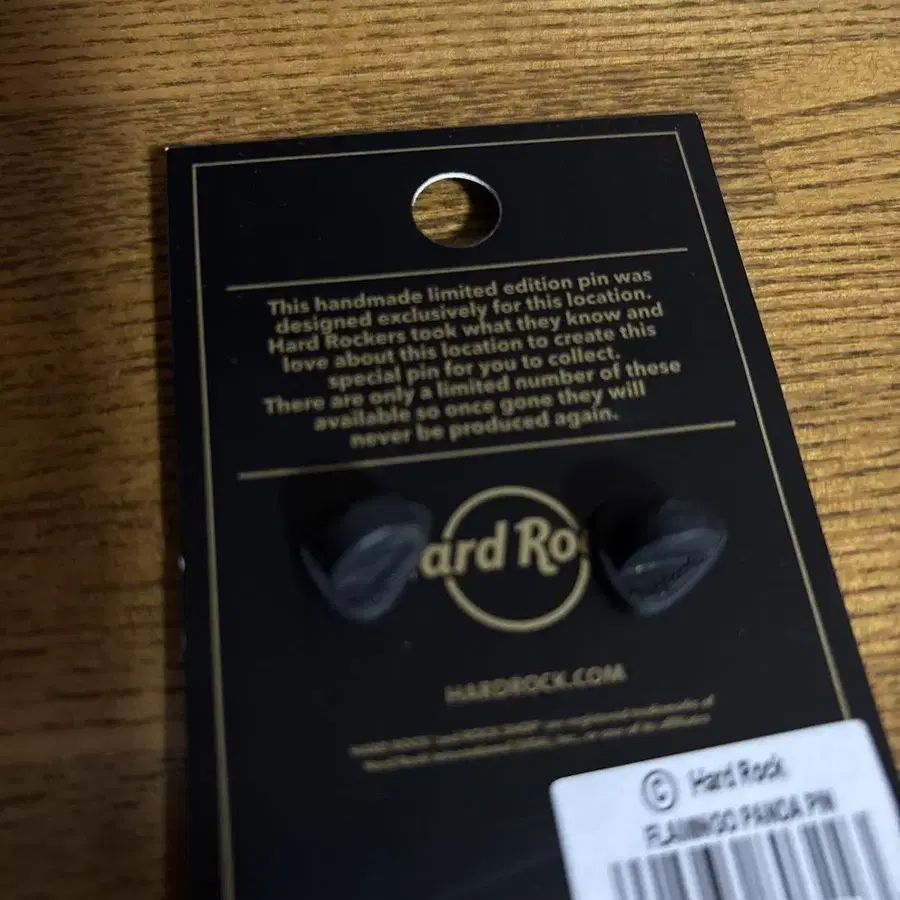 This handmade limited edition pin was
designed exclusively for this location.
Hard Rockers took what they know and
love about this location to create this
special pin for you to collect.
There are only a limited number of these
available so once gone they will
never be produced again.
ard Ro
HARDROCK.COM
© Hard Rock
FLAMINGO PANDA PIN